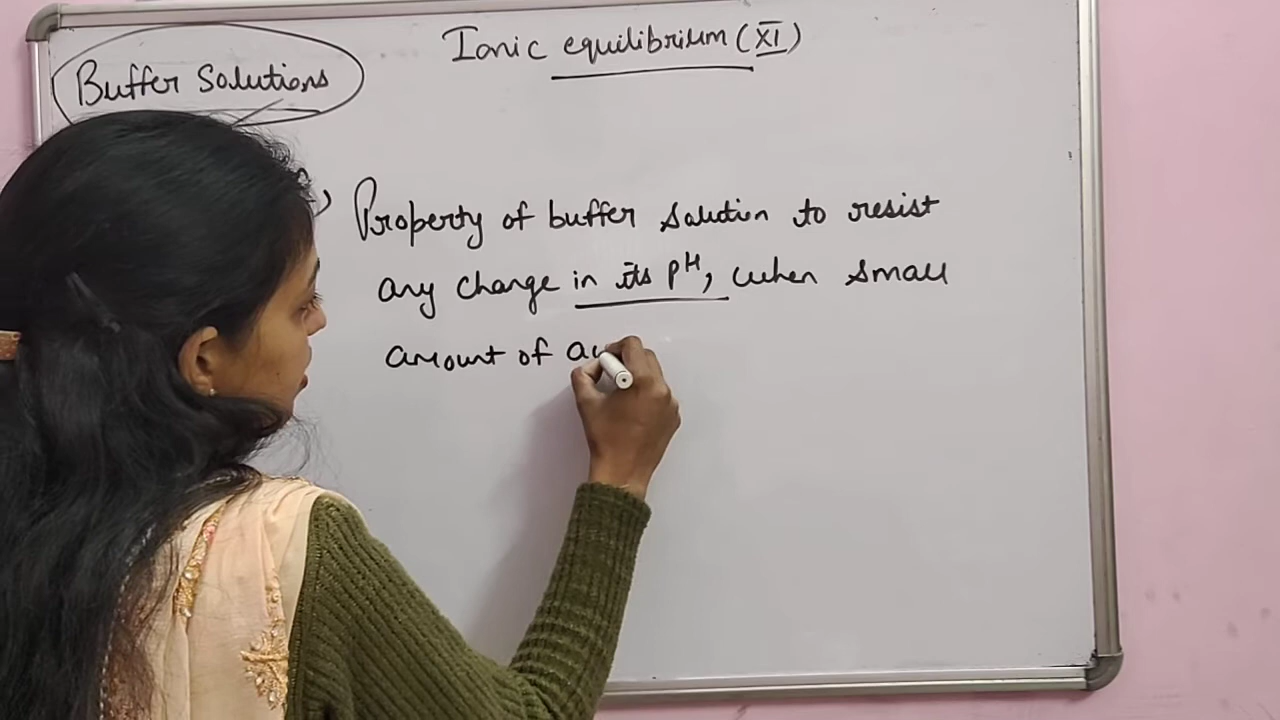 Ionic equilibrium (XI)
Buffer Solutions
Property of buffer solution to resist
any change in its pH, when small
amount of